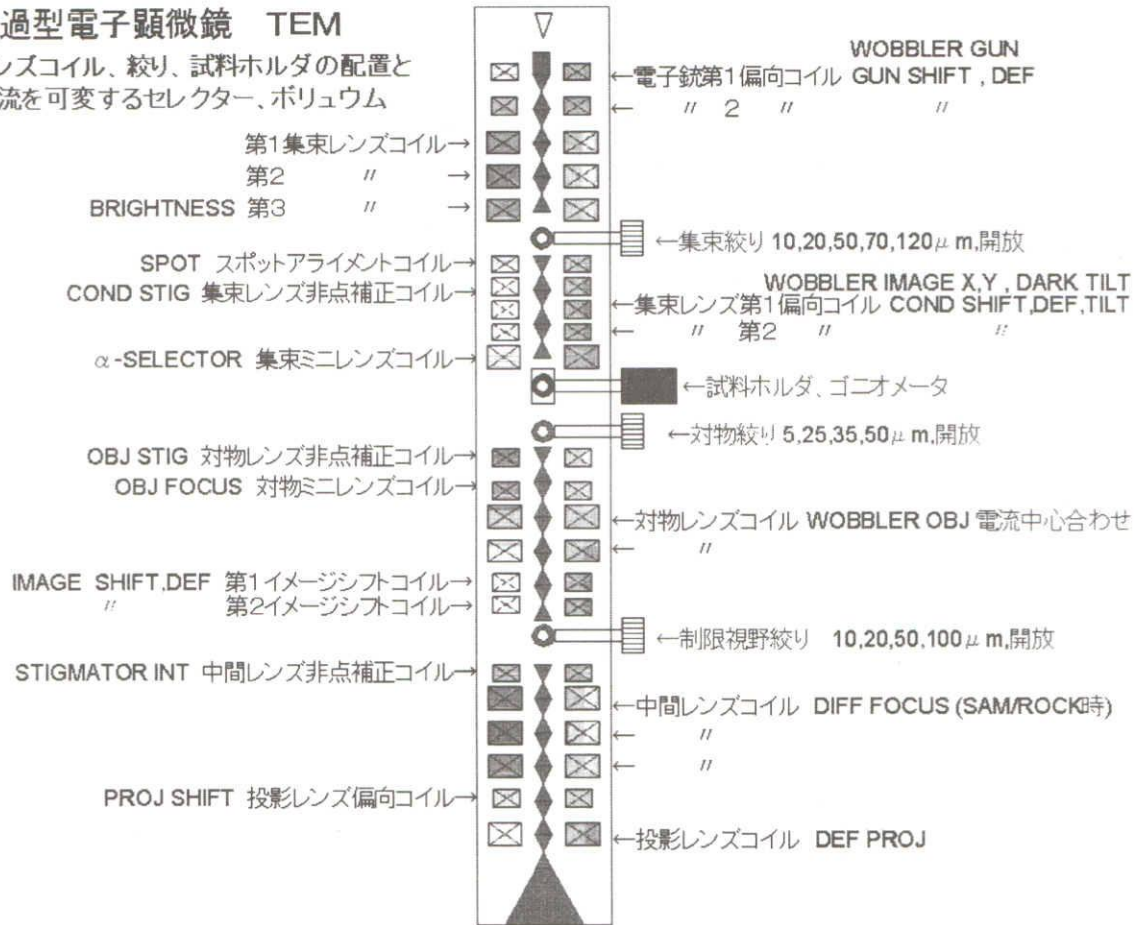 過型電子顕微鏡 TEM
ンズコイル、絞り、試料ホルダの配置と
流を可変するセレクター、ボリュウム
WOBBLER GUN
←電子銃第1偏向コイル GUN SHIFT , DEF
← 〃 2 〃 〃
第1集束レンズコイル→
第2 〃 →
BRIGHTNESS 第3 〃 →
←集束絞り 10,20,50,70,120μm,開放
SPOT スポットアライメントコイル→
COND STIG 集束レンズ非点補正コイル→
WOBBLER IMAGE X,Y , DARK TILT
←集束レンズ第1偏向コイル COND SHIFT,DEF,TILT
← 〃 第2 〃 〃
α-SELECTOR 集束ミニレンズコイル→
←試料ホルダ、ゴニオメータ
←対物絞り 5,25,35,50μm,開放
OBJ STIG 対物レンズ非点補正コイル→
OBJ FOCUS 対物ミニレンズコイル→
←対物レンズコイル WOBBLER OBJ 電流中心合わせ
← 〃
IMAGE SHIFT,DEF 第1イメージシフトコイル→
〃 第2イメージシフトコイル→
←制限視野絞り 10,20,50,100μm,開放
STIGMATOR INT 中間レンズ非点補正コイル→
←中間レンズコイル DIFF FOCUS (SAM/ROCK時)
← 〃
← 〃
PROJ SHIFT 投影レンズ偏向コイル→
←投影レンズコイル DEF PROJ